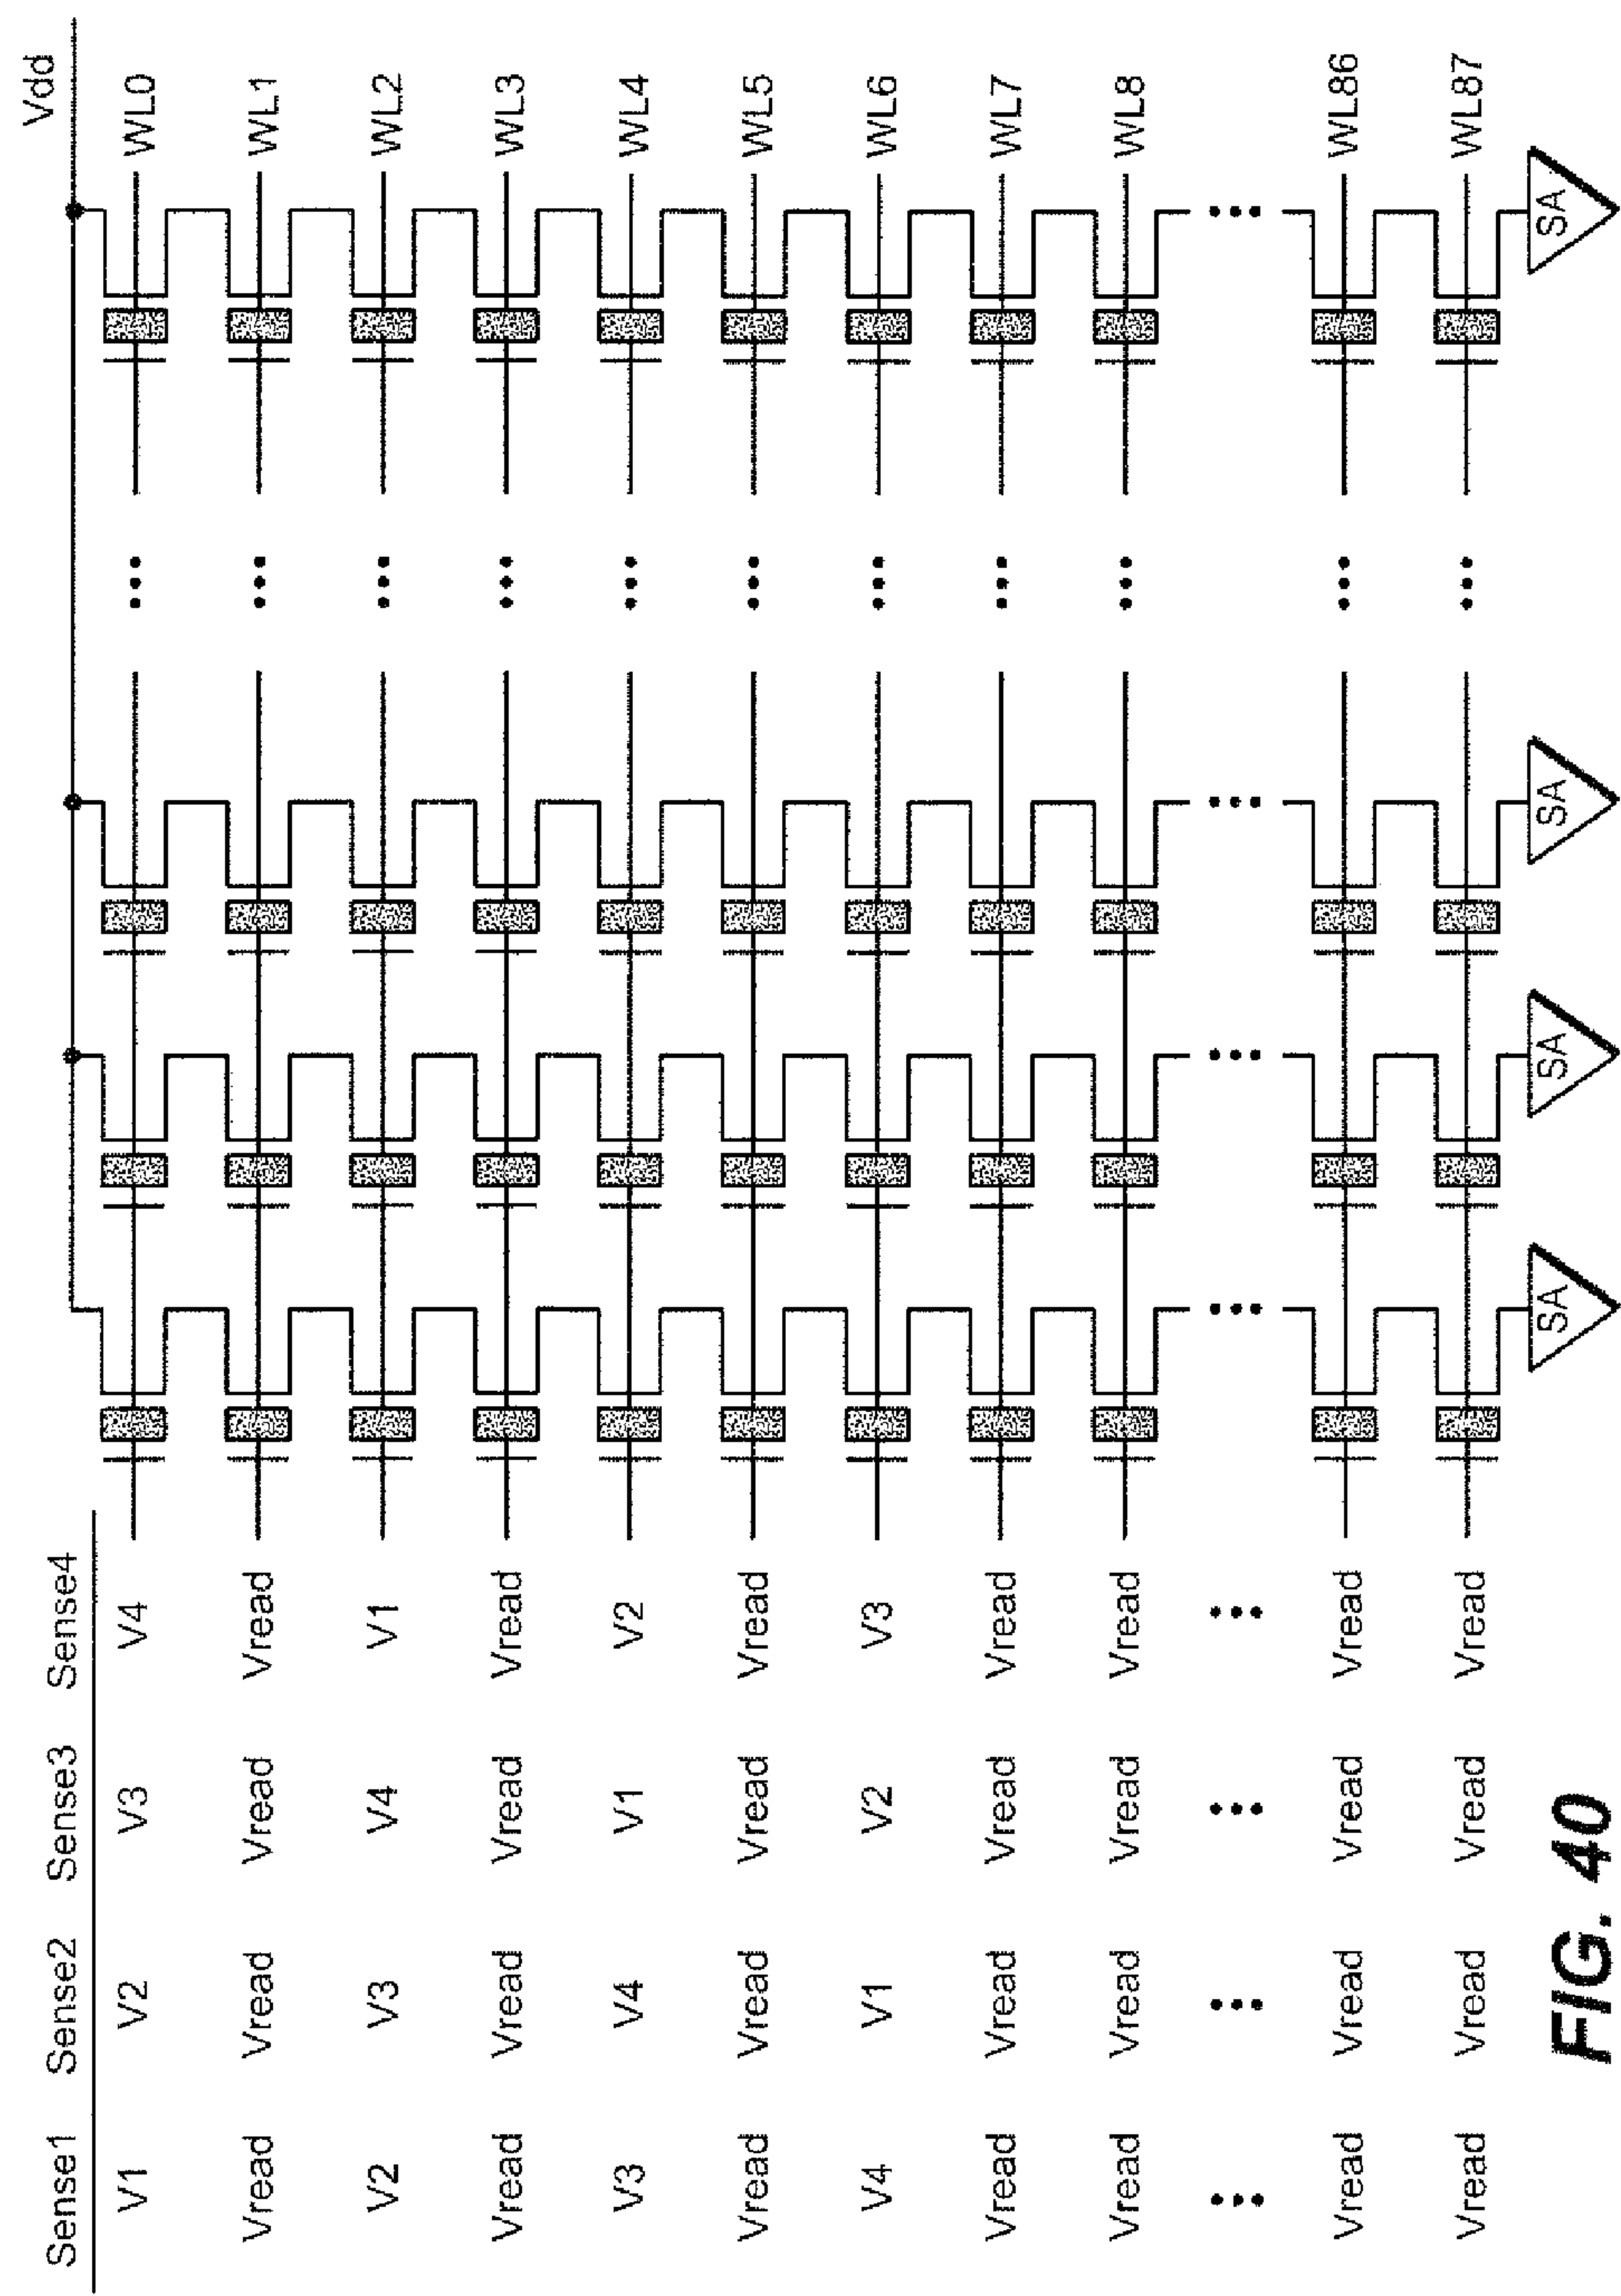 Vdd
Sense1 Sense2 Sense3 Sense4
V1 V2 V3 V4 WL0
Vread Vread Vread Vread WL1
V2 V3 V4 V1 WL2
Vread Vread Vread Vread WL3
V3 V4 V1 V2 WL4
Vread Vread Vread Vread WL5
V4 V1 V2 V3 WL6
Vread Vread Vread Vread WL7
Vread Vread Vread Vread WL8
Vread Vread Vread Vread WL86
Vread Vread Vread Vread WL87
SA SA SA SA
FIG. 40